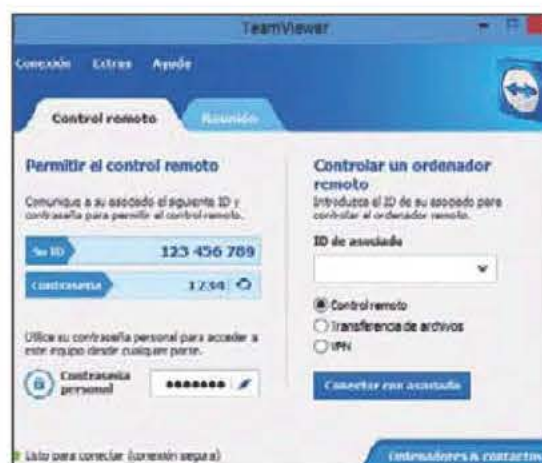 TeamViewer
Conexión Extras Ayuda
Control remoto
Reunión
Permitir el control remoto
Comunique a su asociado el siguiente ID y
contraseña para permitir el control remoto.
Su ID 123 456 789
Contraseña 1234
Utilice su contraseña personal para acceder a
este equipo desde cualquier parte.
Contraseña
personal
Controlar un ordenador
remoto
Introduzca el ID de su asociado para
controlar el ordenador remoto.
ID de asociado
Control remoto
Transferencia de archivos
VPN
Conectar con asociado
Listo para conectar (conexión segura)
Ordenadores & contactos